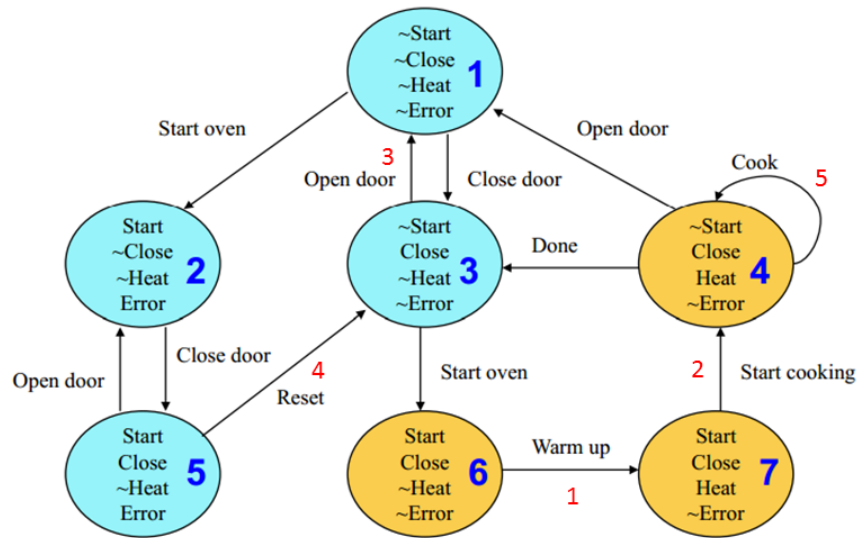 ~Start
~Close
~Heat
~Error
1
Start oven
3
Open door
Close door
Open door
Cook
5
Start
~Close
~Heat
Error
2
~Start
Close
~Heat
~Error
3
Done
~Start
Close
Heat
~Error
4
Open door
Close door
4
Reset
Start oven
2
Start cooking
Start
Close
~Heat
Error
5
Start
Close
~Heat
~Error
6
Warm up
1
Start
Close
Heat
~Error
7